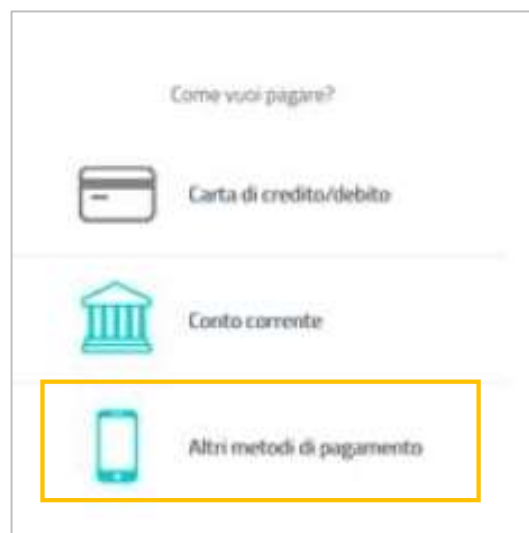 Come vuoi pagare?
Carta di credito/debito
Conto corrente
Altri metodi di pagamento